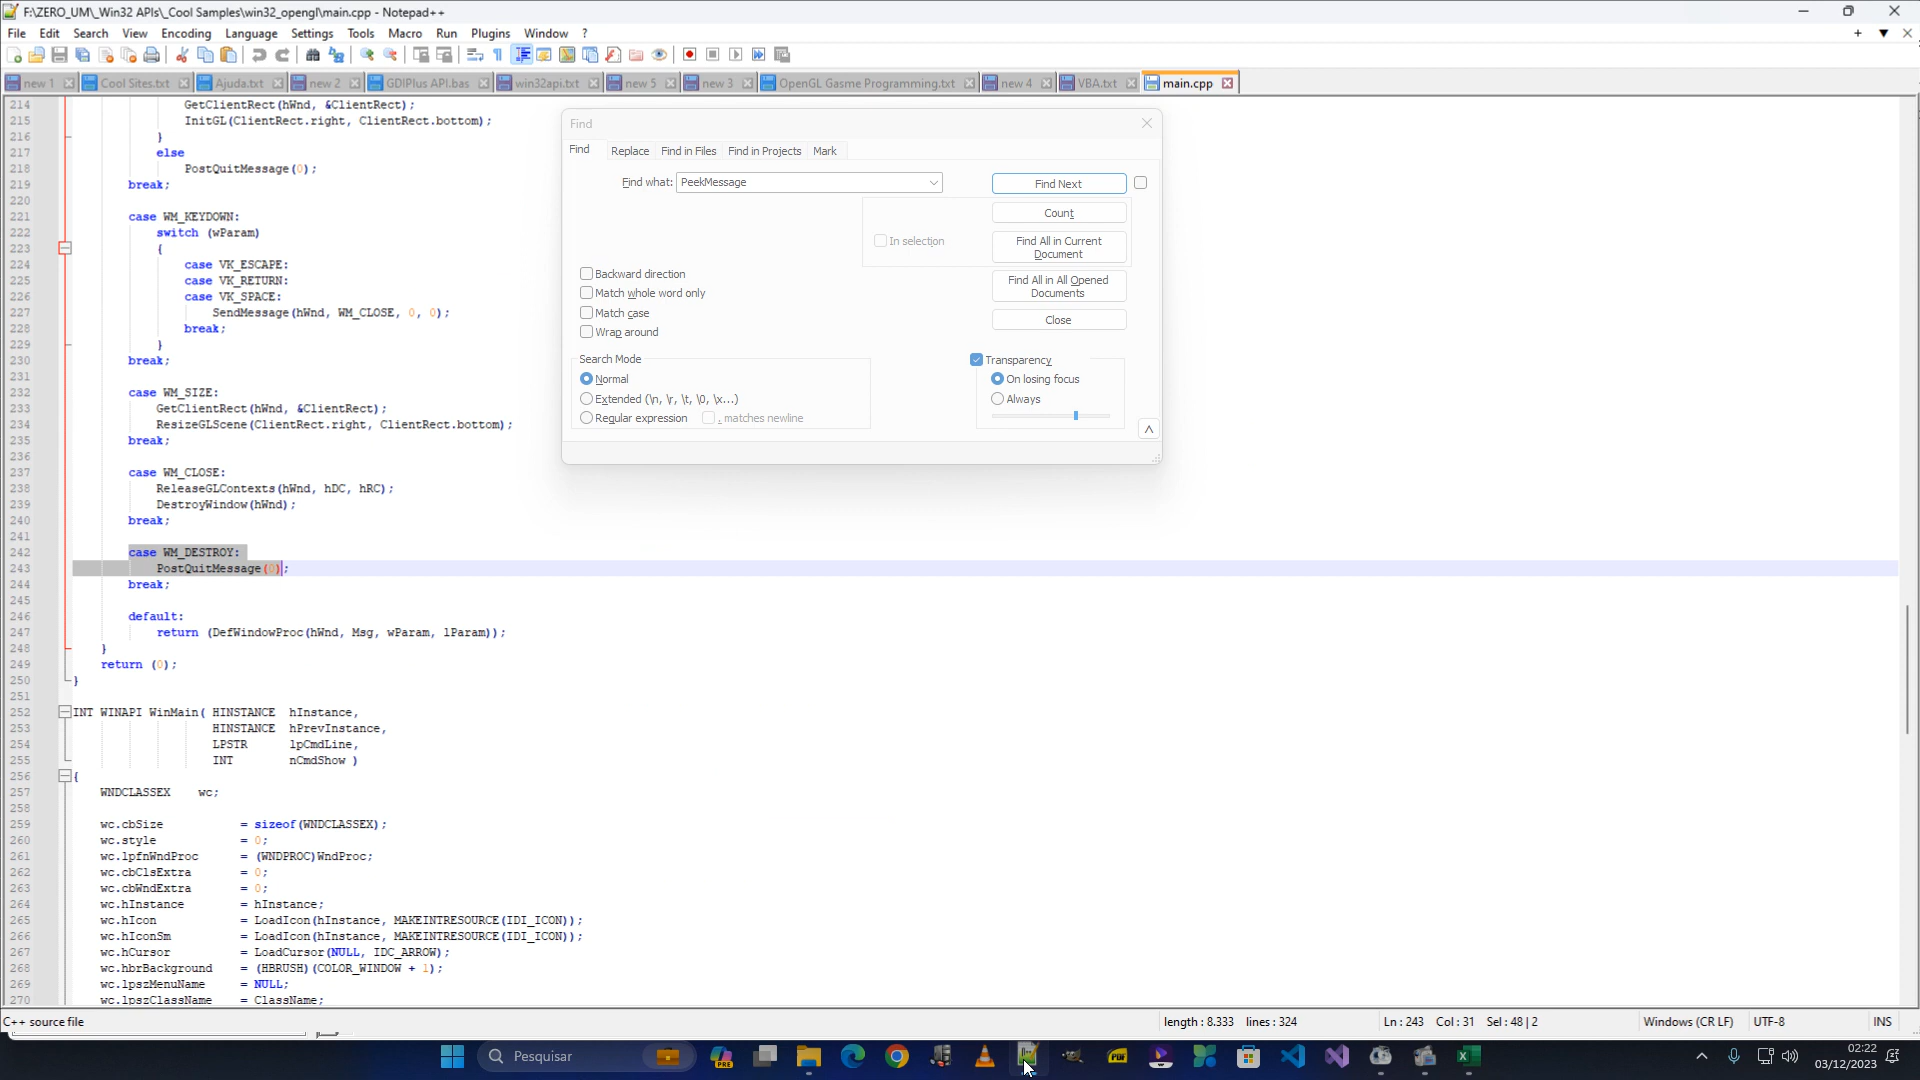 F:\ZERO_UM\_Win32 APIs\_Cool Samples\win32_opengl\main.cpp - Notepad++
File Edit Search View Encoding Language Settings Tools Macro Run Plugins Window ?
new 1 Cool Sites.txt Ajuda.txt new 2 GDIPlus API.bas win32api.txt new 5 new 3 OpenGL Gasme Programming.txt new 4 VBA.txt main.cpp
214 GetClientRect(hWnd, &ClientRect);
215 InitGL(ClientRect.right, ClientRect.bottom);
216 }
217 else
218 PostQuitMessage(0);
219 break;
220
221 case WM_KEYDOWN:
222 switch (wParam)
223 {
224 case VK_ESCAPE:
225 case VK_RETURN:
226 case VK_SPACE:
227 SendMessage(hWnd, WM_CLOSE, 0, 0);
228 break;
229 }
230 break;
231
232 case WM_SIZE:
233 GetClientRect(hWnd, &ClientRect);
234 ResizeGLScene(ClientRect.right, ClientRect.bottom);
235 break;
236
237 case WM_CLOSE:
238 ReleaseGLContexts(hWnd, hDC, hRC);
239 DestroyWindow(hWnd);
240 break;
241
242 case WM_DESTROY:
243 PostQuitMessage(0);
244 break;
245
246 default:
247 return (DefWindowProc(hWnd, Msg, wParam, lParam));
248 }
249 return (0);
250 }
251
252 INT WINAPI WinMain( HINSTANCE hInstance,
253 HINSTANCE hPrevInstance,
254 LPSTR lpCmdLine,
255 INT nCmdShow )
256 {
257 WNDCLASSEX wc;
258
259 wc.cbSize = sizeof(WNDCLASSEX);
260 wc.style = 0;
261 wc.lpfnWndProc = (WNDPROC)WndProc;
262 wc.cbClsExtra = 0;
263 wc.cbWndExtra = 0;
264 wc.hInstance = hInstance;
265 wc.hIcon = LoadIcon(hInstance, MAKEINTRESOURCE(IDI_ICON));
266 wc.hIconSm = LoadIcon(hInstance, MAKEINTRESOURCE(IDI_ICON));
267 wc.hCursor = LoadCursor(NULL, IDC_ARROW);
268 wc.hbrBackground = (HBRUSH)(COLOR_WINDOW + 1);
269 wc.lpszMenuName = NULL;
270 wc.lpszClassName = ClassName;
Find
Find Replace Find in Files Find in Projects Mark
Find what: PeekMessage Find Next
Count
In selection
Find All in Current
Document
Backward direction
Find All in All Opened
Documents
Match whole word only
Match case
Close
Wrap around
Search Mode
Transparency
Normal
On losing focus
Extended (\n, \r, \t, \0, \x...)
Always
Regular expression . matches newline
C++ source file length : 8.333 lines : 324 Ln : 243 Col : 31 Sel : 48 | 2 Windows (CR LF) UTF-8 INS
Pesquisar
PRE
PDF
02:22
03/12/2023